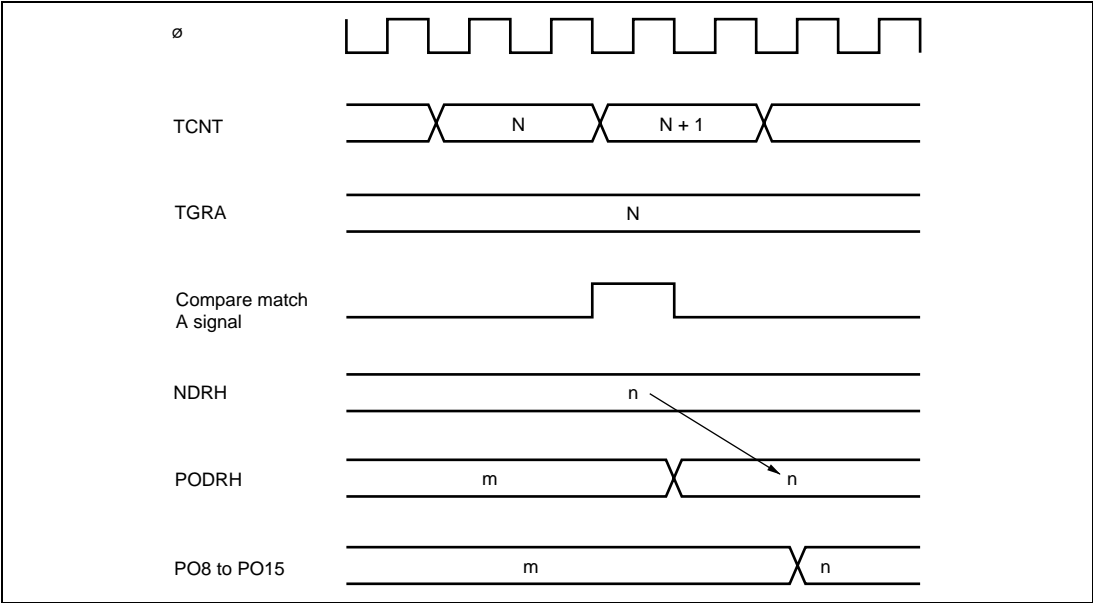 ø
TCNT
N
N + 1
TGRA
N
Compare match
A signal
NDRH
n
PODRH
m
n
PO8 to PO15
m
n